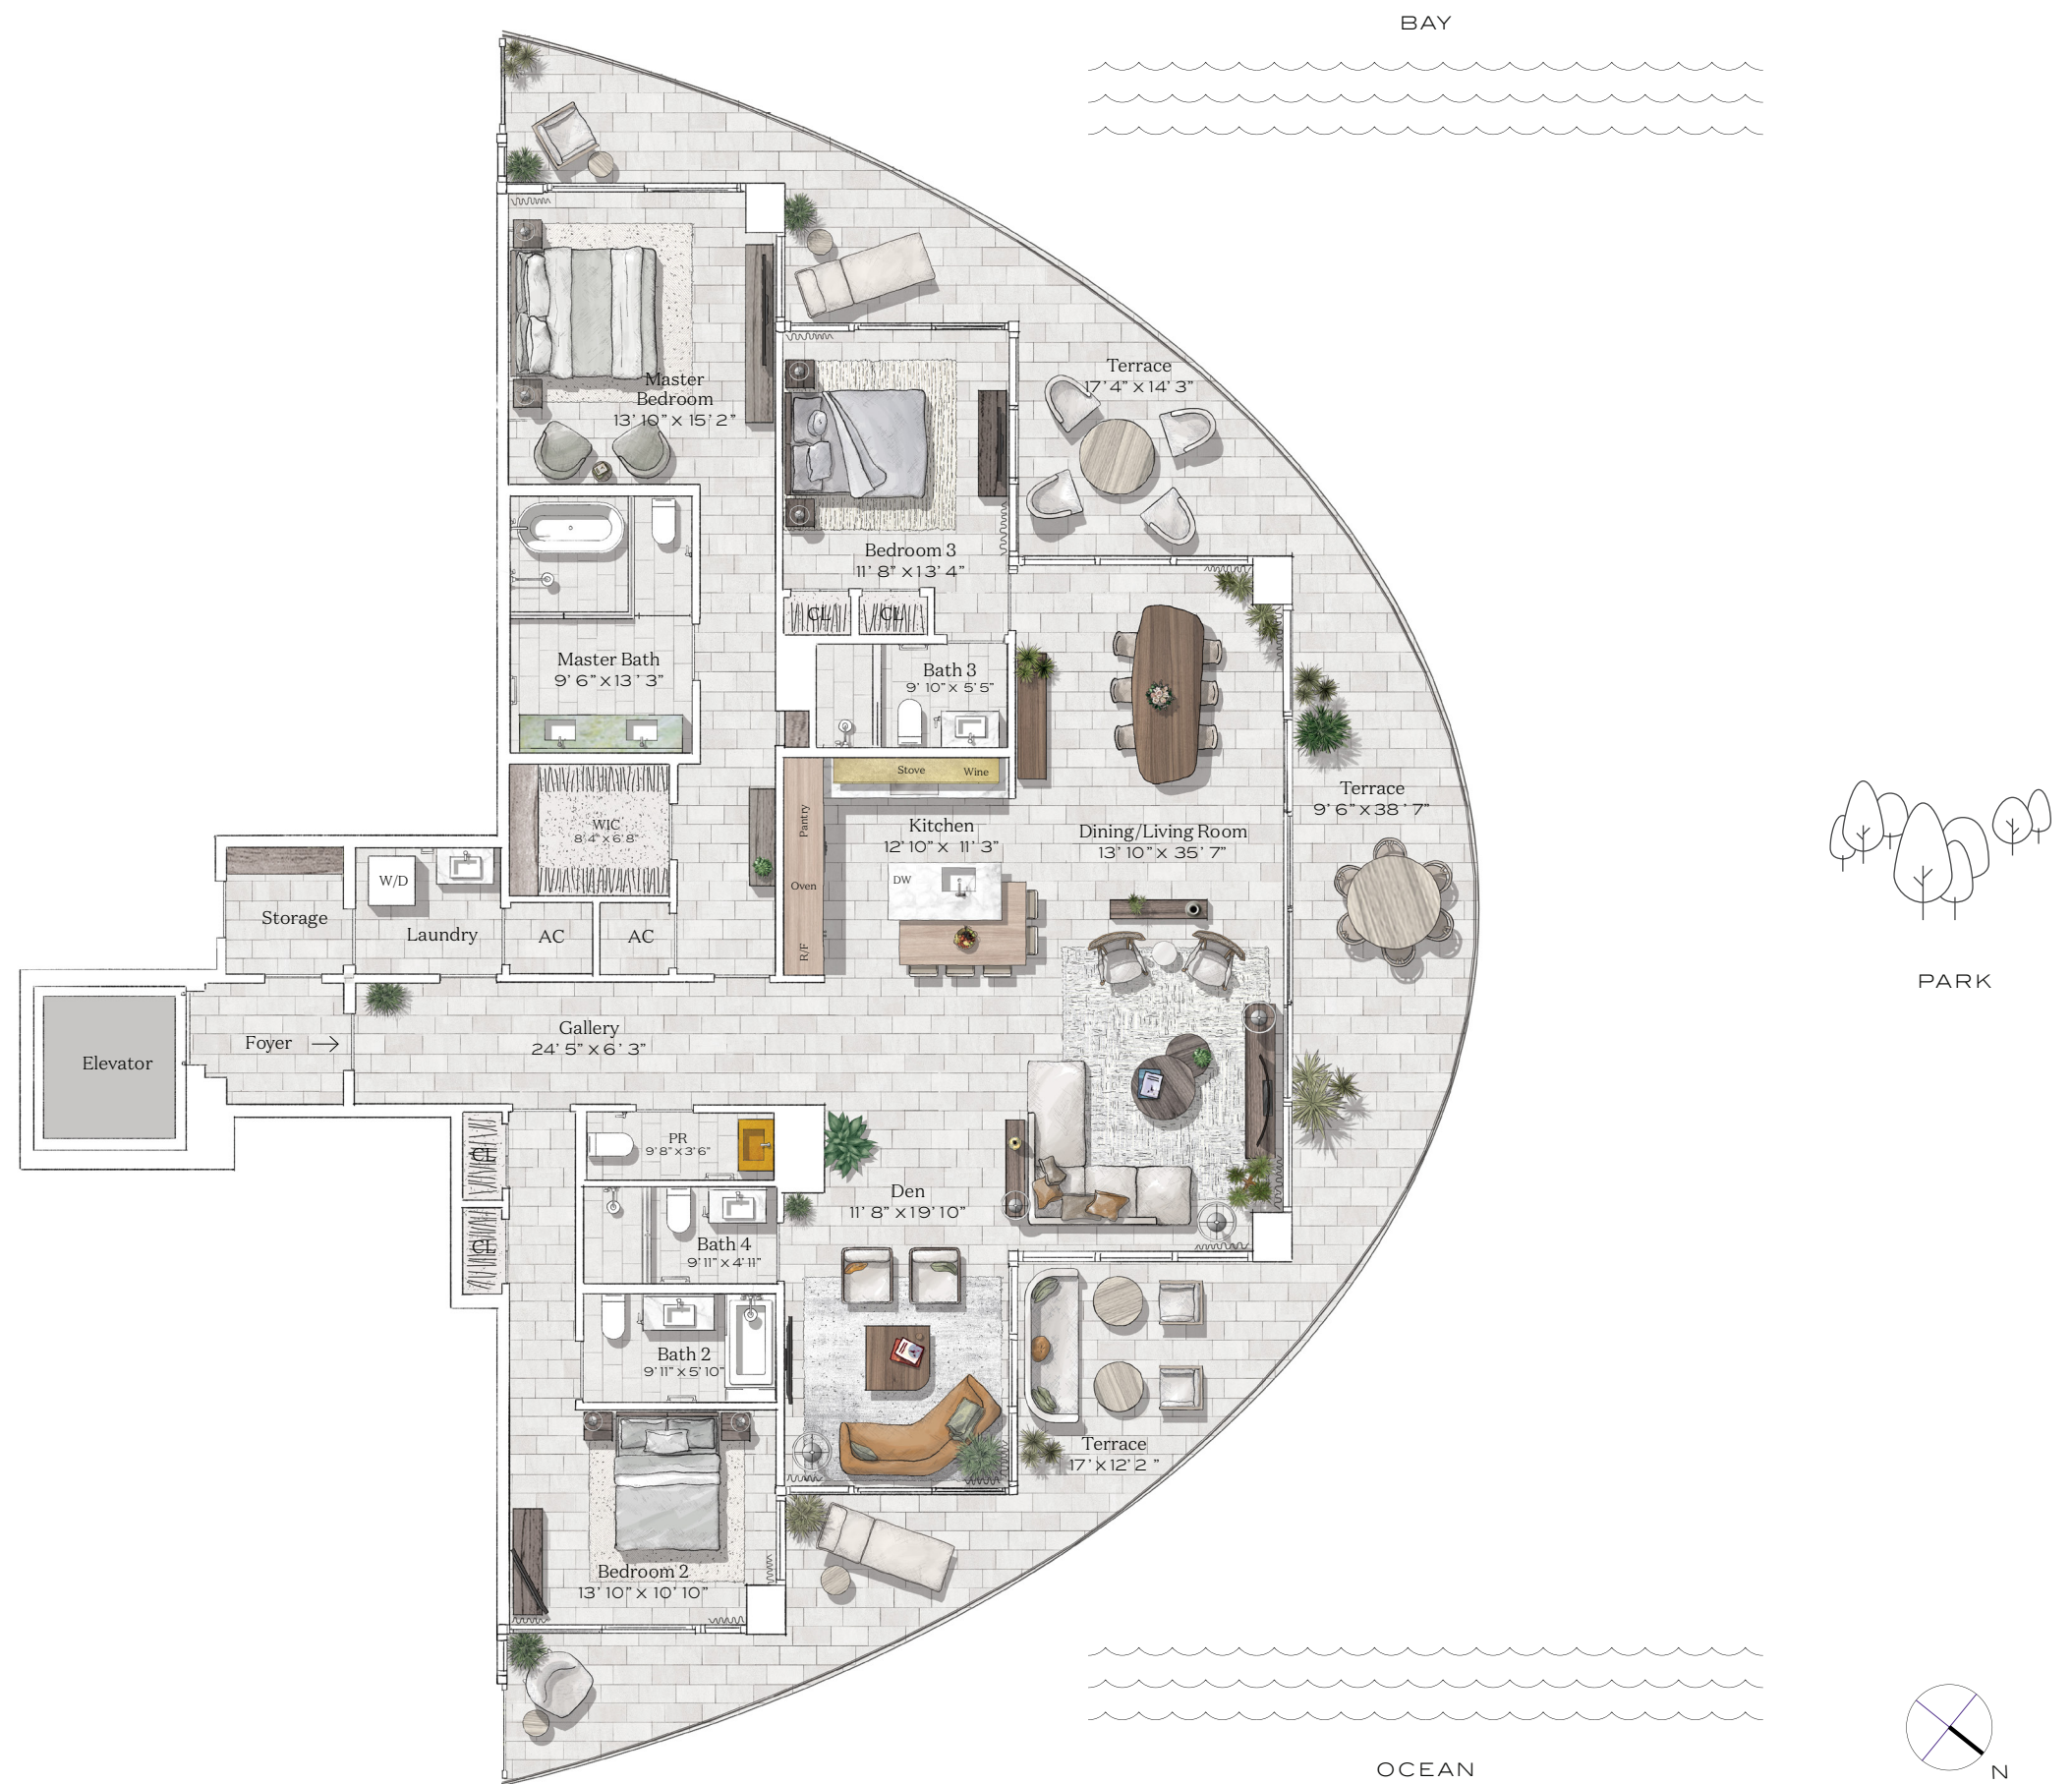 BAY
Terrace
17' 4" X 14' 3"
Master
Bedroom
13' 10" X 15' 2"
Bedroom 3
11' 8" X 13' 4"
CL
CL
Master Bath
9' 6" X 13' 3"
Bath 3
9' 10" X 5' 5"
Stove
Wine
Terrace
9' 6" X 38' 7"
Pantry
WIC
8' 4" x 6' 8"
Kitchen
12' 10" X 11' 3"
Dining/Living Room
13' 10" X 35' 7"
W/D
DW
Oven
Storage
Laundry
AC
AC
R/F
PARK
Gallery
24' 5" X 6' 3"
Foyer
Elevator
CL
PR
9' 8" X 3' 6"
Den
11' 8" X 19' 10"
CL
Bath 4
9' 11" X 4' 11"
Bath 2
9' 11" X 5' 10"
Terrace
17' X 12' 2 "
Bedroom 2
13' 10" X 10' 10"
OCEAN
N